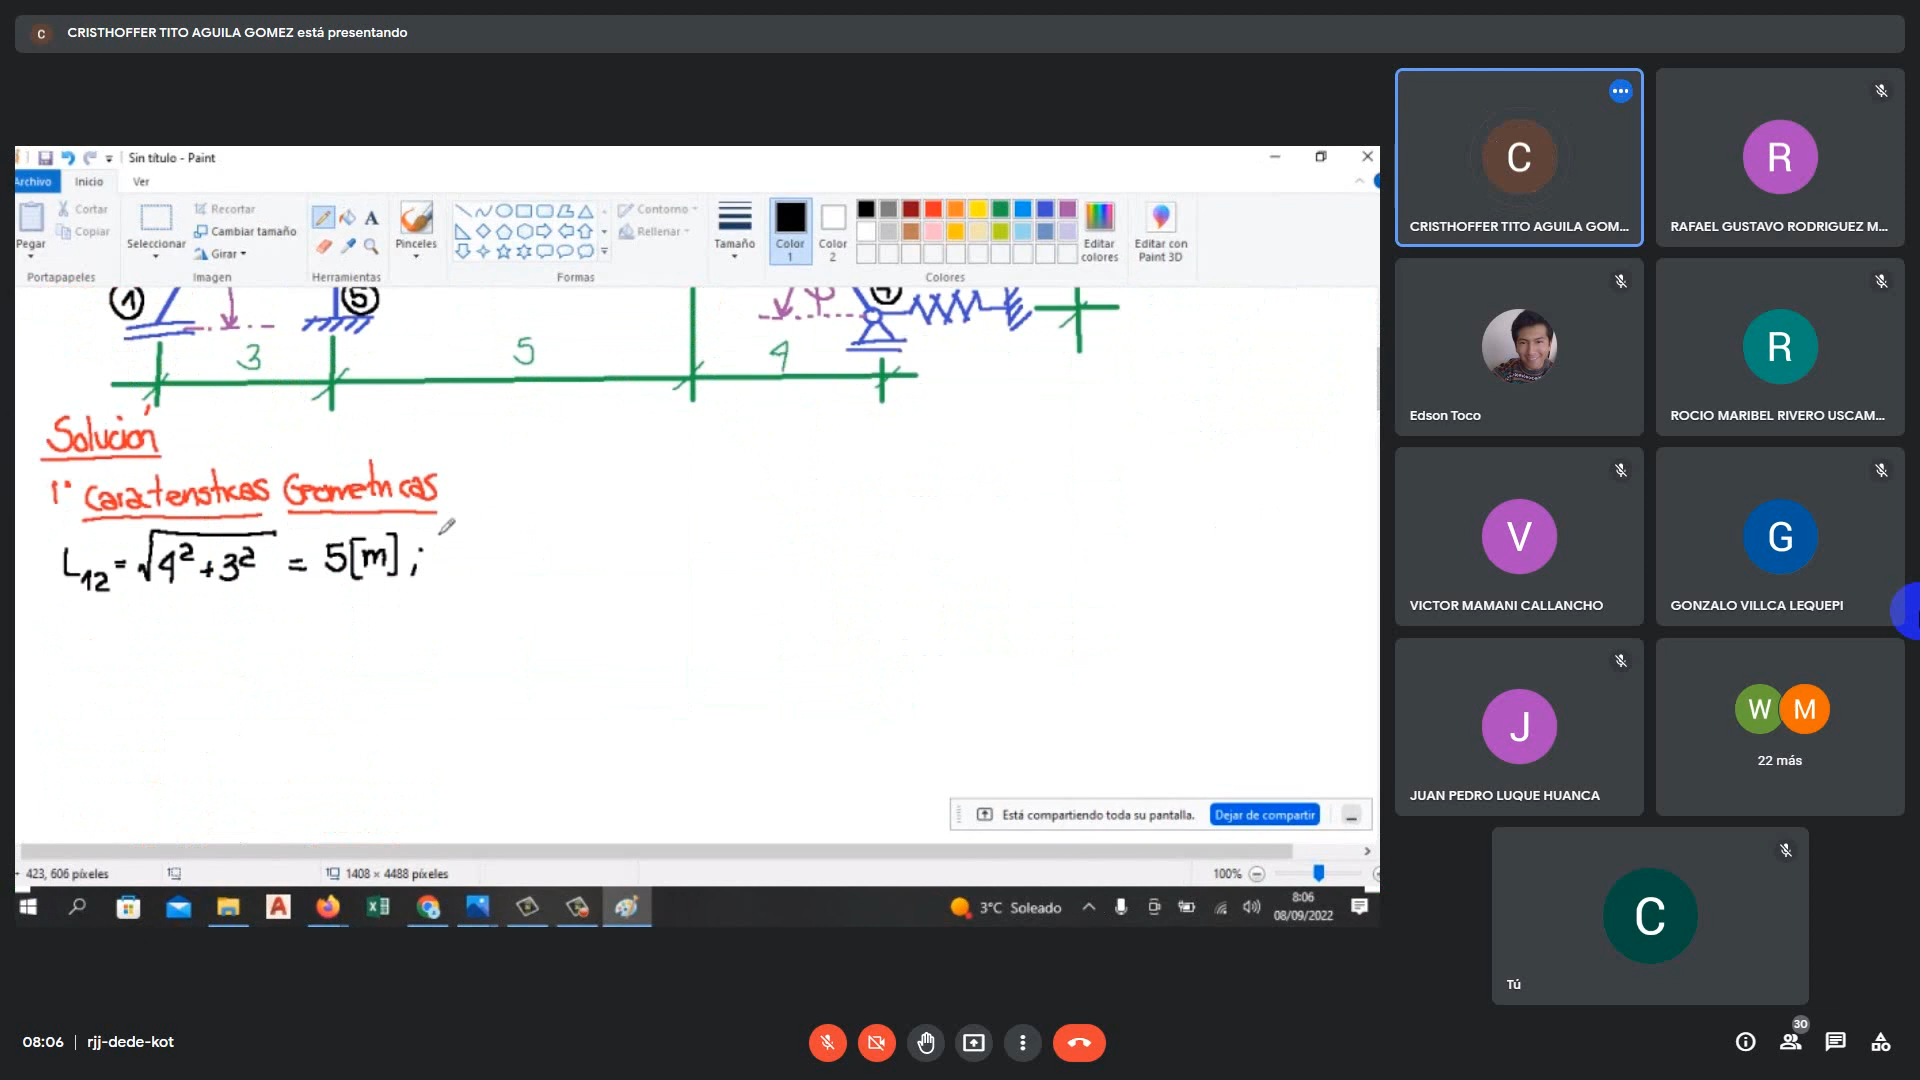 C CRISTHOFFER TITO AGUILA GOMEZ está presentando
Sin título - Paint
Archivo Inicio Ver
Pegar
Cortar
Copiar
Portapapeles
Seleccionar
Recortar
Cambiar tamaño
Girar
Imagen
A
Herramientas
Pinceles
Formas
Contorno
Rellenar
Tamaño
Color 1
Color 2
Editar colores
Editar con Paint 3D
Colores
1 5 4
3 5 4
Solución
1° Caracteristicas Geometricas
L12 = √4²+3² = 5[m] ;
Está compartiendo toda su pantalla. Dejar de compartir
423, 606 píxeles
1408 × 4488 píxeles
100%
3°C Soleado
8:06
08/09/2022
C
CRISTHOFFER TITO AGUILA GOM...
R
RAFAEL GUSTAVO RODRIGUEZ M...
Edson Toco
R
ROCIO MARIBEL RIVERO USCAM...
V
VICTOR MAMANI CALLANCHO
G
GONZALO VILLCA LEQUEPI
J
JUAN PEDRO LUQUE HUANCA
W M
22 más
C
Tú
08:06 | rjj-dede-kot
30